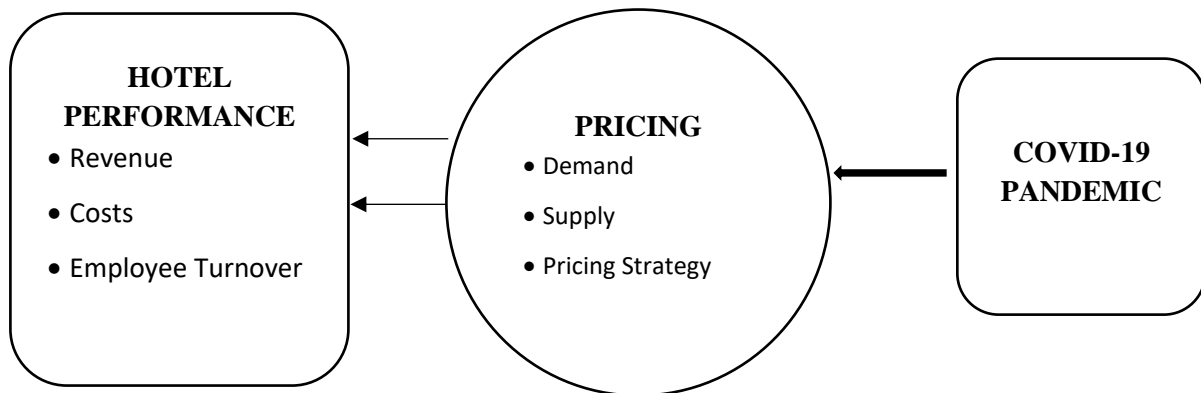 HOTEL
PERFORMANCE
• Revenue
• Costs
• Employee Turnover
PRICING
• Demand
• Supply
• Pricing Strategy
COVID-19
PANDEMIC